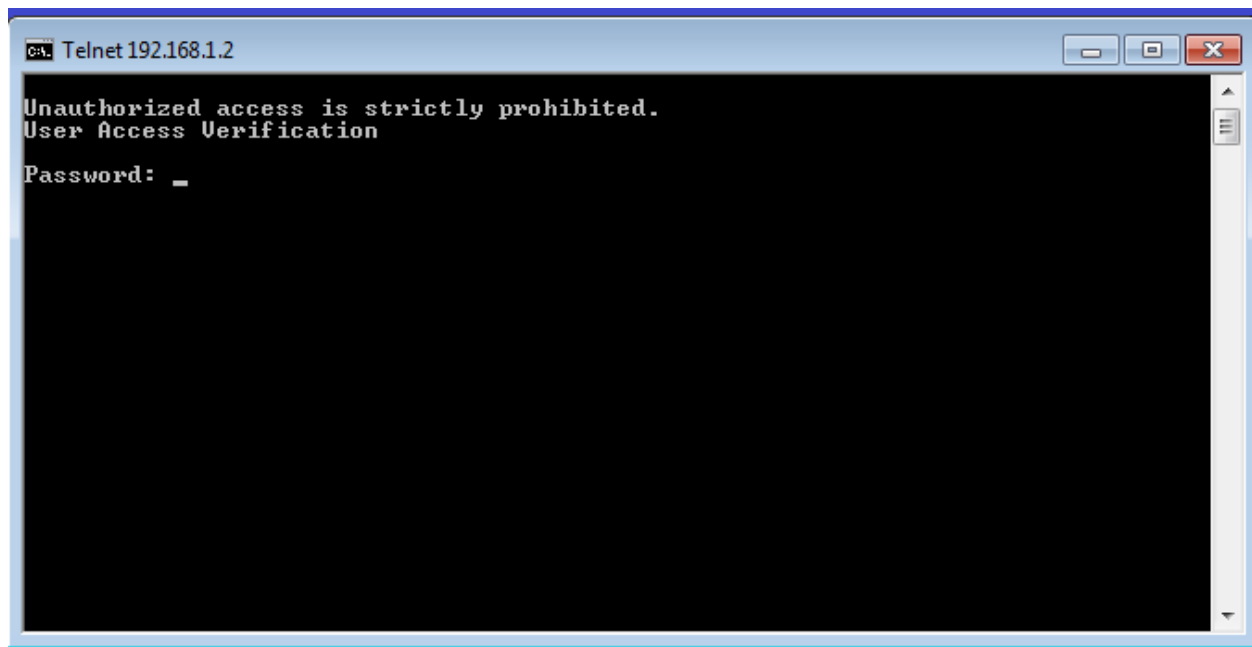 Telnet 192.168.1.2
Unauthorized access is strictly prohibited.
User Access Verification
Password: _